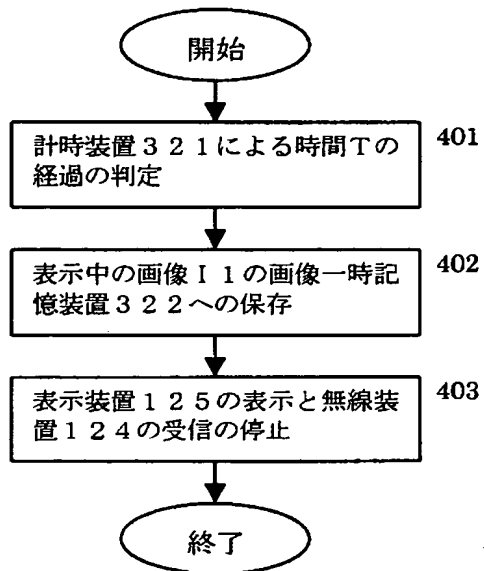 開始
計時装置３２１による時間Ｔの
経過の判定
401
表示中の画像Ｉ１の画像一時記
憶装置３２２への保存
402
表示装置１２５の表示と無線装
置１２４の受信の停止
403
終了